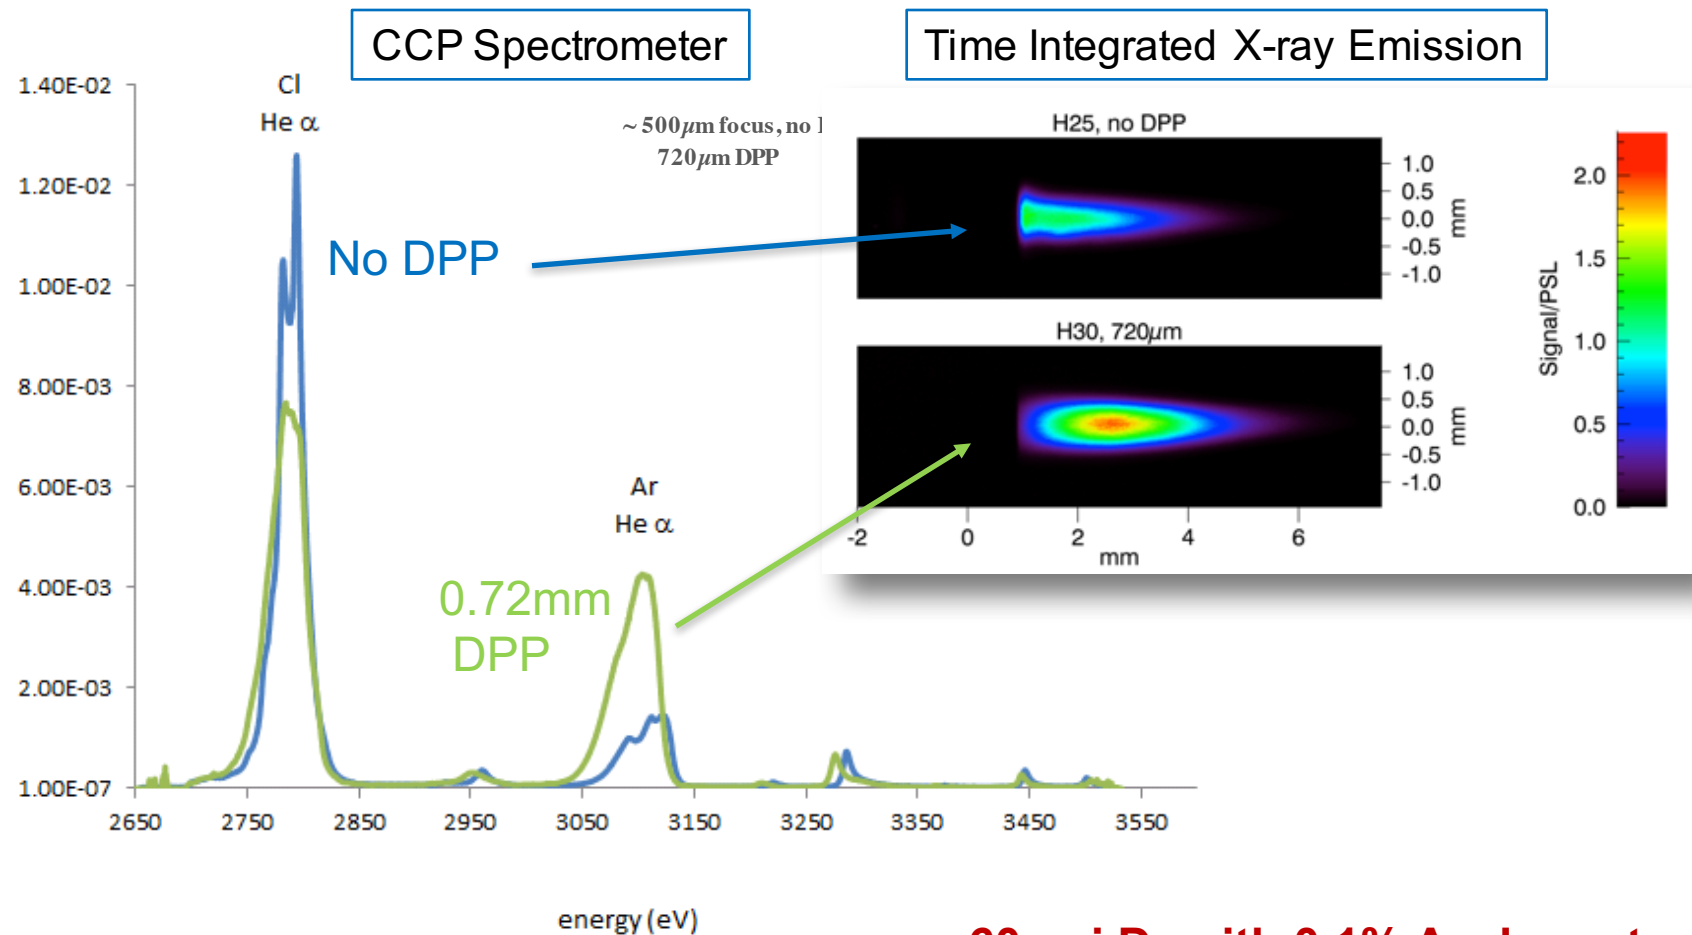 CCP Spectrometer
Time Integrated X-ray Emission
1.40E-02
1.20E-02
1.00E-02
8.00E-03
6.00E-03
4.00E-03
2.00E-03
1.00E-07
Cl
He α
~ 500μm focus, no
720μm DPP
No DPP
Ar
He α
0.72mm
DPP
2650 2750 2850 2950 3050 3150 3250 3350 3450 3550
energy (eV)
H25, no DPP
1.0
0.5
0.0
-0.5
-1.0
mm
H30, 720μm
1.0
0.5
0.0
-0.5
-1.0
mm
-2 0 2 4 6
mm
Signal/PSL
2.0
1.5
1.0
0.5
0.0